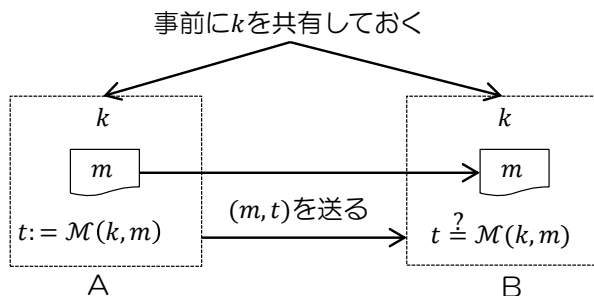 事前に𝑘を共有しておく
𝑘
𝑘
𝑚
𝑚
(𝑚, 𝑡)を送る
𝑡: = ℳ(𝑘, 𝑚)
𝑡 ≟ ℳ(𝑘, 𝑚)
A
B